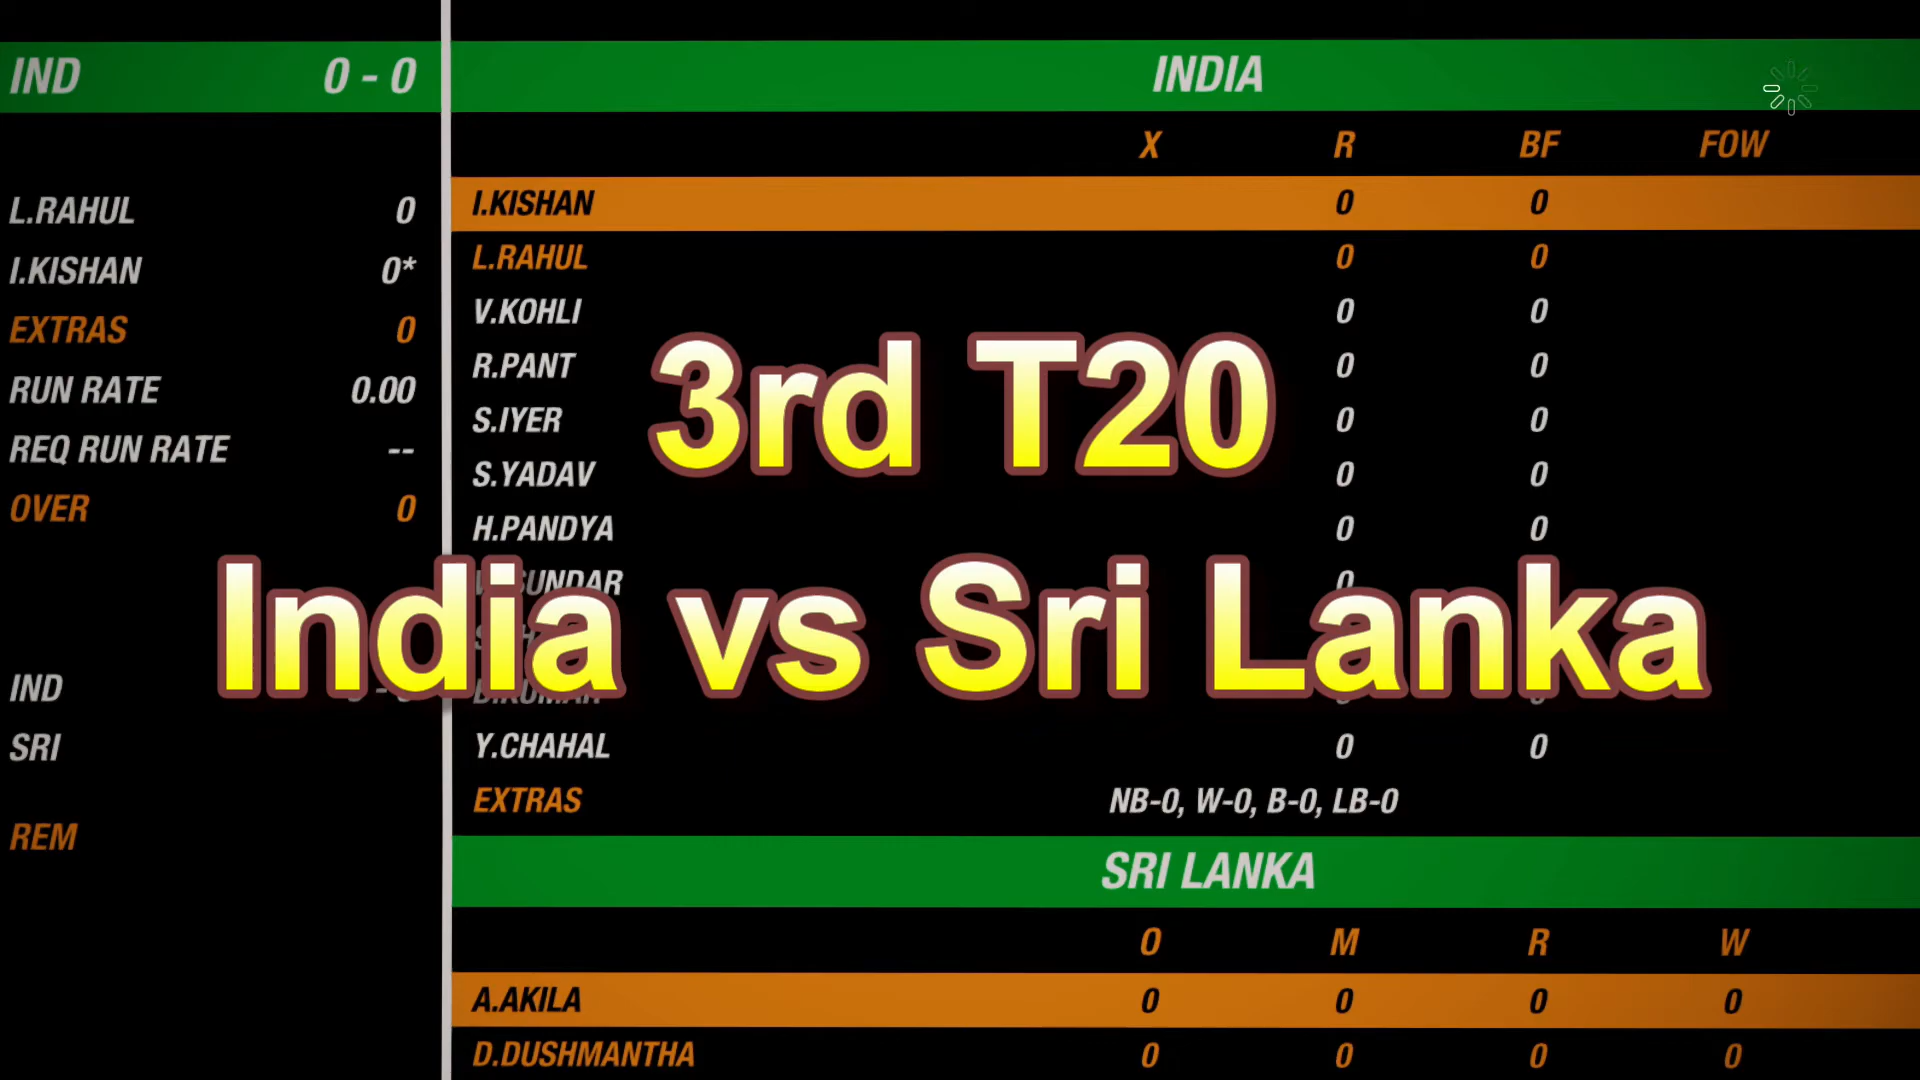 IND 0 - 0
L.RAHUL 0
I.KISHAN 0*
EXTRAS 0
RUN RATE 0.00
REQ RUN RATE --
OVER 0
IND
SRI
REM
INDIA
X R BF FOW
I.KISHAN 0 0
L.RAHUL 0 0
V.KOHLI 0 0
R.PANT 0 0
S.IYER 0 0
S.YADAV 0 0
H.PANDYA 0 0
SUNDAR
Y.CHAHAL 0 0
EXTRAS NB-0, W-0, B-0, LB-0
3rd T20
India vs Sri Lanka
SRI LANKA
O M R W
A.AKILA 0 0 0 0
D.DUSHMANTHA 0 0 0 0